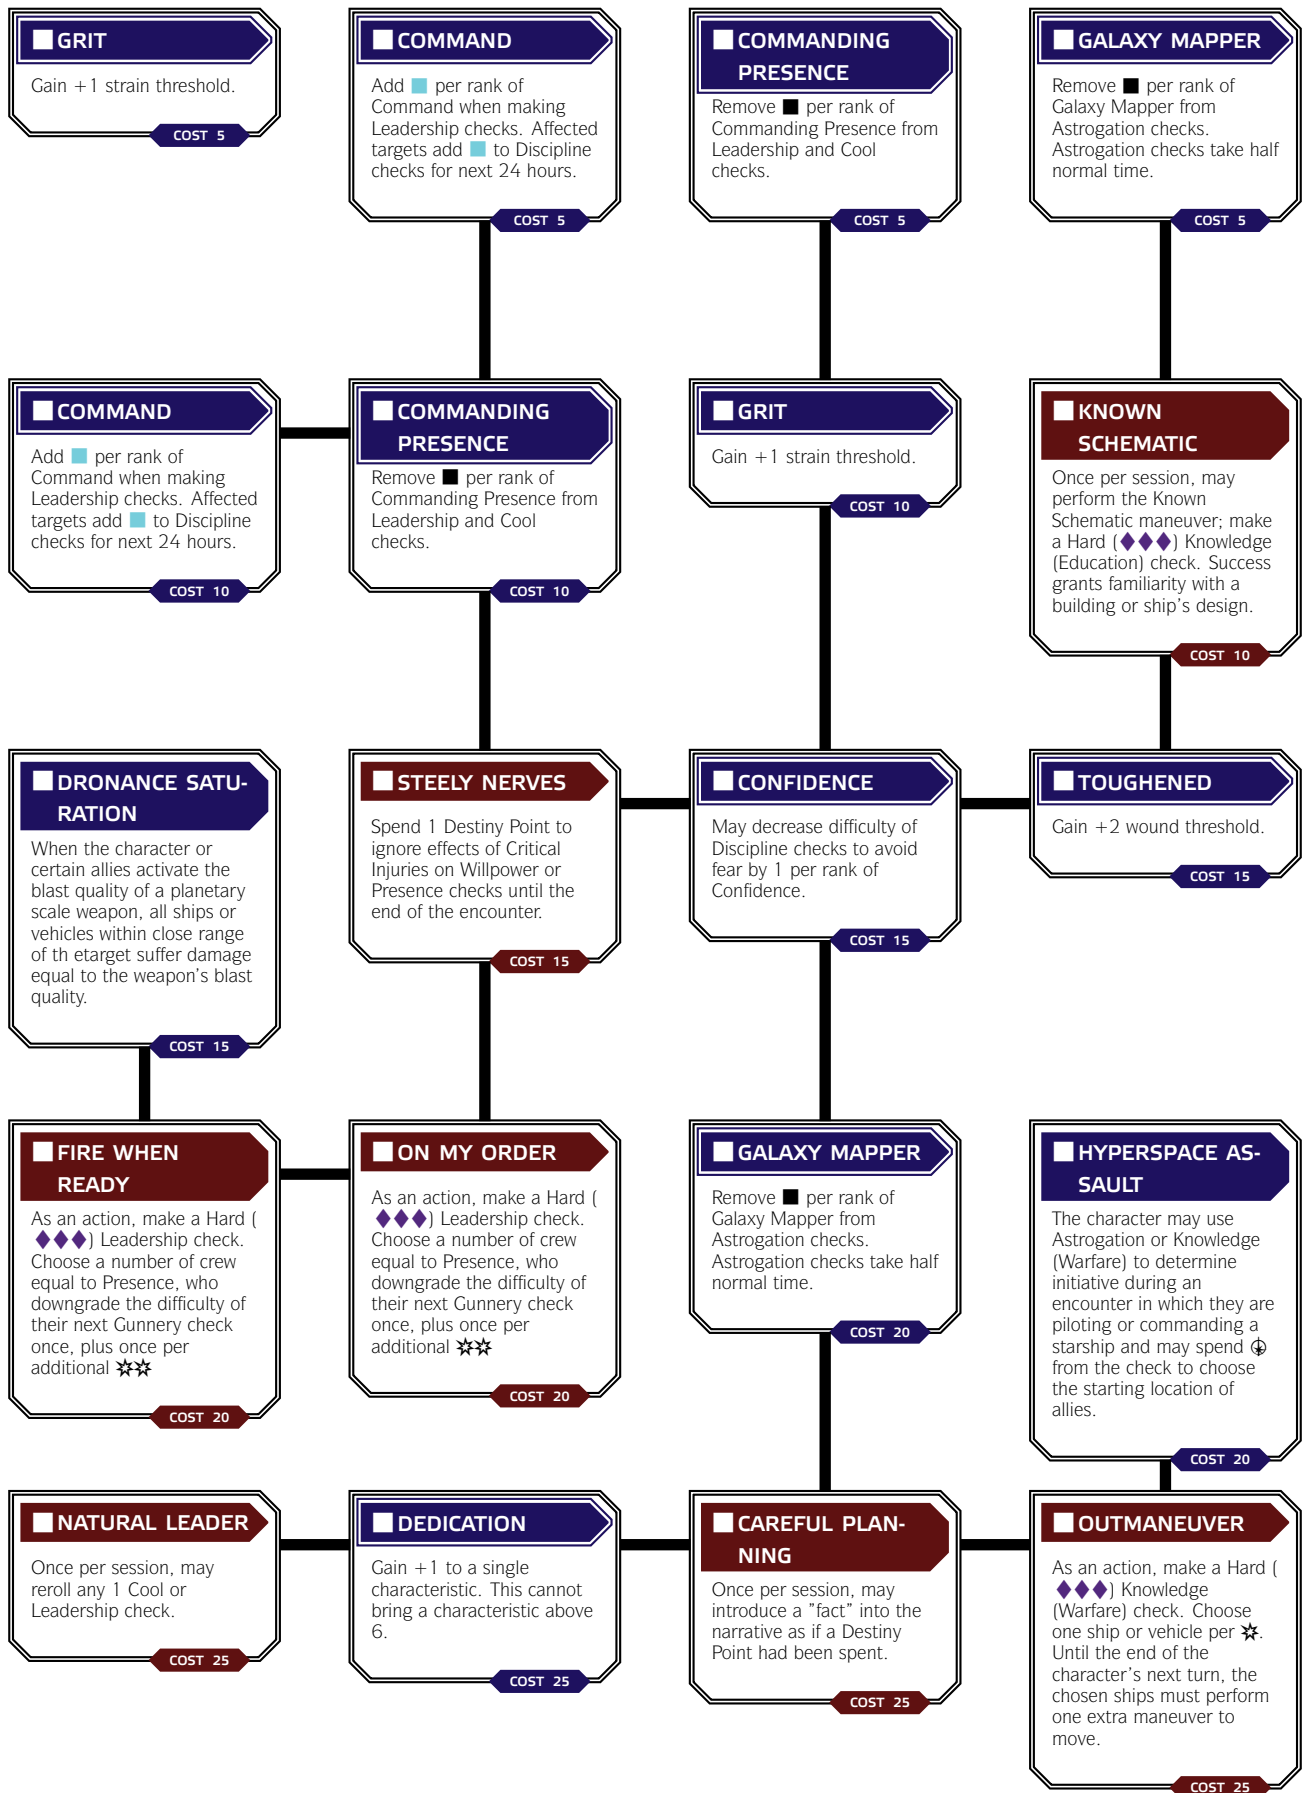 GRIT
Gain +1 strain threshold.
COST 5
COMMAND
Add per rank of
Command when making
Leadership checks. Affected
targets add to Discipline
checks for next 24 hours.
COST 5
COMMANDING
PRESENCE
Remove per rank of
Commanding Presence from
Leadership and Cool
checks.
COST 5
GALAXY MAPPER
Remove per rank of
Galaxy Mapper from
Astrogation checks.
Astrogation checks take half
normal time.
COST 5
COMMAND
Add per rank of
Command when making
Leadership checks. Affected
targets add to Discipline
checks for next 24 hours.
COST 10
COMMANDING
PRESENCE
Remove per rank of
Commanding Presence from
Leadership and Cool
checks.
COST 10
GRIT
Gain +1 strain threshold.
COST 10
KNOWN
SCHEMATIC
Once per session, may
perform the Known
Schematic maneuver; make
a Hard (♦♦♦) Knowledge
(Education) check. Success
grants familiarity with a
building or ship's design.
COST 10
DRONANCE SATU-
RATION
When the character or
certain allies activate the
blast quality of a planetary
scale weapon, all ships or
vehicles within close range
of th etarget suffer damage
equal to the weapon's blast
quality.
COST 15
STEELY NERVES
Spend 1 Destiny Point to
ignore effects of Critical
Injuries on Willpower or
Presence checks until the
end of the encounter.
COST 15
CONFIDENCE
May decrease difficulty of
Discipline checks to avoid
fear by 1 per rank of
Confidence.
COST 15
TOUGHENED
Gain +2 wound threshold.
COST 15
FIRE WHEN
READY
As an action, make a Hard (
♦♦♦) Leadership check.
Choose a number of crew
equal to Presence, who
downgrade the difficulty of
their next Gunnery check
once, plus once per
additional
COST 20
ON MY ORDER
As an action, make a Hard (
♦♦♦) Leadership check.
Choose a number of crew
equal to Presence, who
downgrade the difficulty of
their next Gunnery check
once, plus once per
additional
COST 20
GALAXY MAPPER
Remove per rank of
Galaxy Mapper from
Astrogation checks.
Astrogation checks take half
normal time.
COST 20
HYPERSPACE AS-
SAULT
The character may use
Astrogation or Knowledge
(Warfare) to determine
initiative during an
encounter in which they are
piloting or commanding a
starship and may spend
from the check to choose
the starting location of
allies.
COST 20
NATURAL LEADER
Once per session, may
reroll any 1 Cool or
Leadership check.
COST 25
DEDICATION
Gain +1 to a single
characteristic. This cannot
bring a characteristic above
6.
COST 25
CAREFUL PLAN-
NING
Once per session, may
introduce a "fact" into the
narrative as if a Destiny
Point had been spent.
COST 25
OUTMANEUVER
As an action, make a Hard (
♦♦♦) Knowledge
(Warfare) check. Choose
one ship or vehicle per .
Until the end of the
character's next turn, the
chosen ships must perform
one extra maneuver to
move.
COST 25